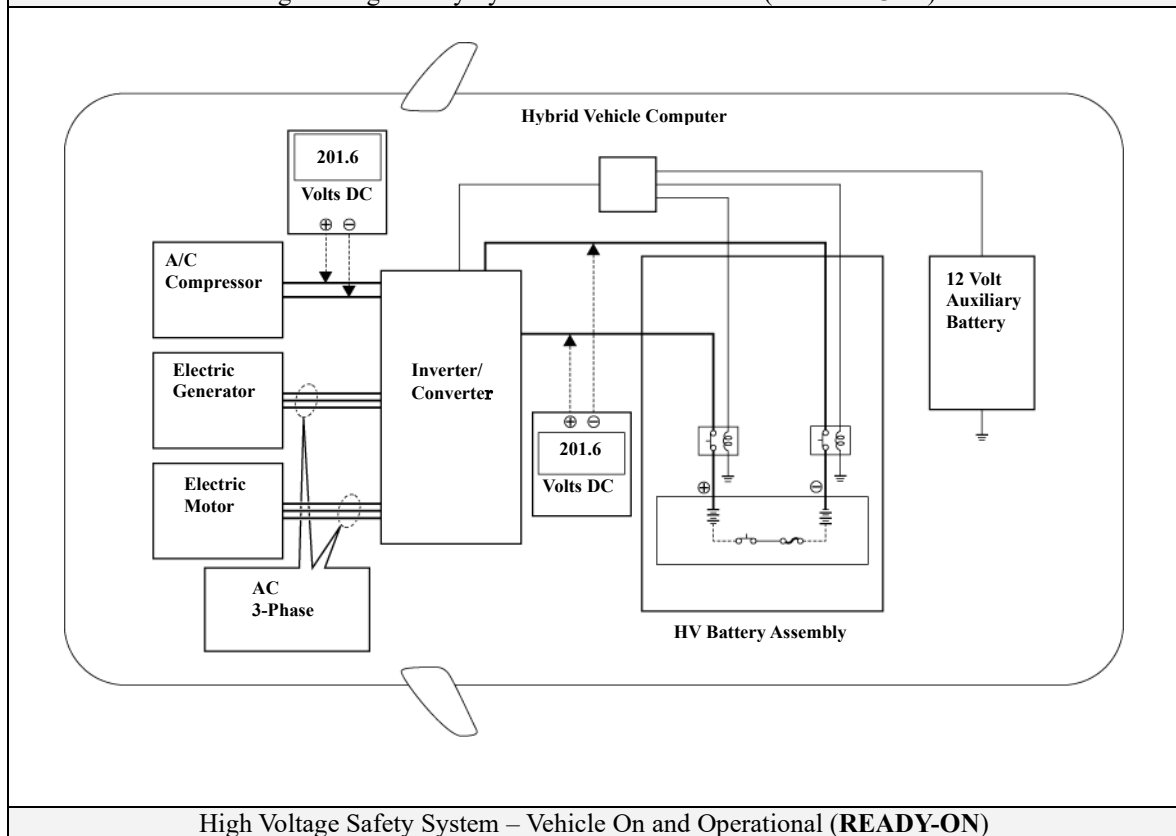 Hybrid Vehicle Computer
201.6
Volts DC
⊕ ⊖
A/C
Compressor
12 Volt
Auxiliary
Battery
Electric
Generator
Inverter/
Converter
⊕ ⊖
201.6
Volts DC
Electric
Motor
⊕ ⊖
AC
3-Phase
HV Battery Assembly
High Voltage Safety System – Vehicle On and Operational (READY-ON)